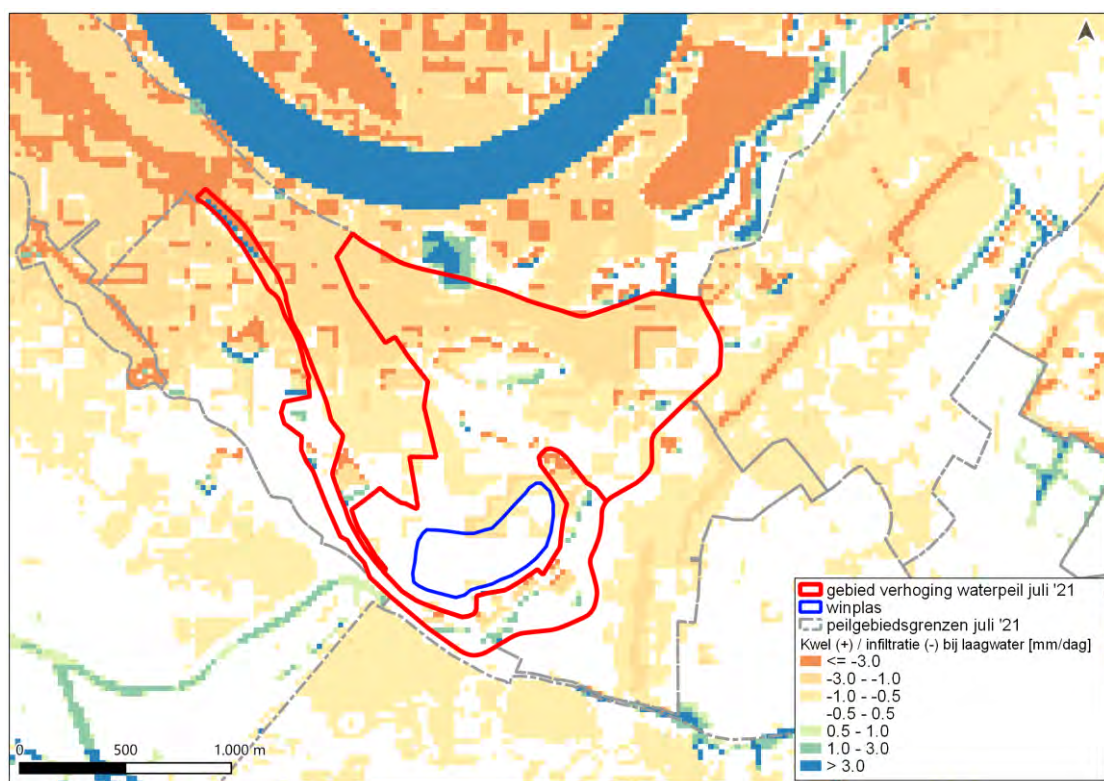 gebied verhoging waterpeil juli '21
winplas
peilgebiedsgrenzen juli '21
Kwel (+) / infiltratie (-) bij laagwater [mm/dag]
<= -3.0
-3.0 - -1.0
-1.0 - -0.5
-0.5 - 0.5
0.5 - 1.0
1.0 - 3.0
> 3.0
0 500 1.000 m